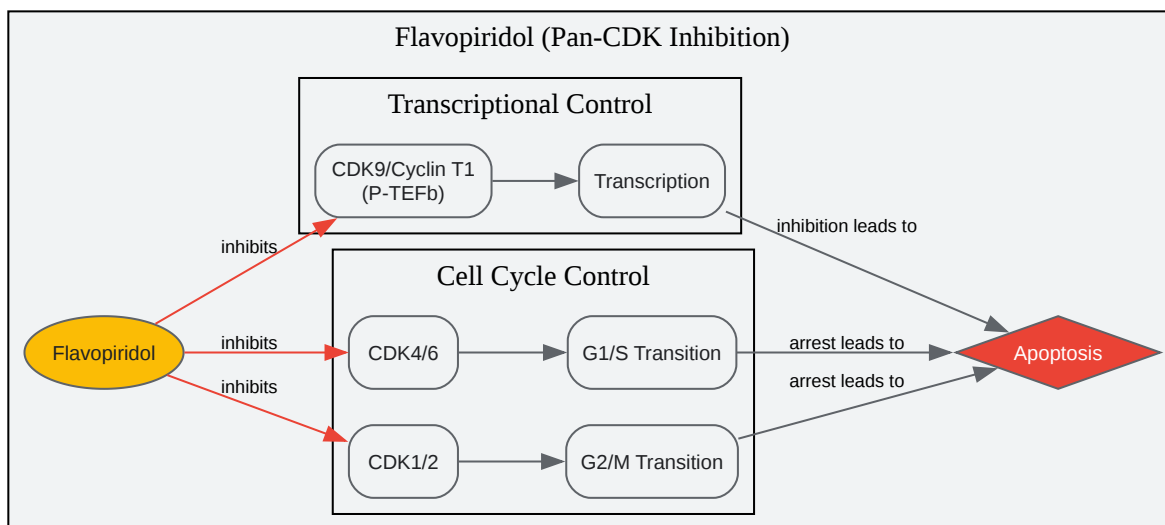 Flavopiridol (Pan-CDK Inhibition)
Transcriptional Control
CDK9/Cyclin T1
(P-TEFb)
Transcription
inhibition leads to
inhibits
Cell Cycle Control
Flavopiridol
inhibits
CDK4/6
G1/S Transition
arrest leads to
Apoptosis
inhibits
arrest leads to
CDK1/2
G2/M Transition